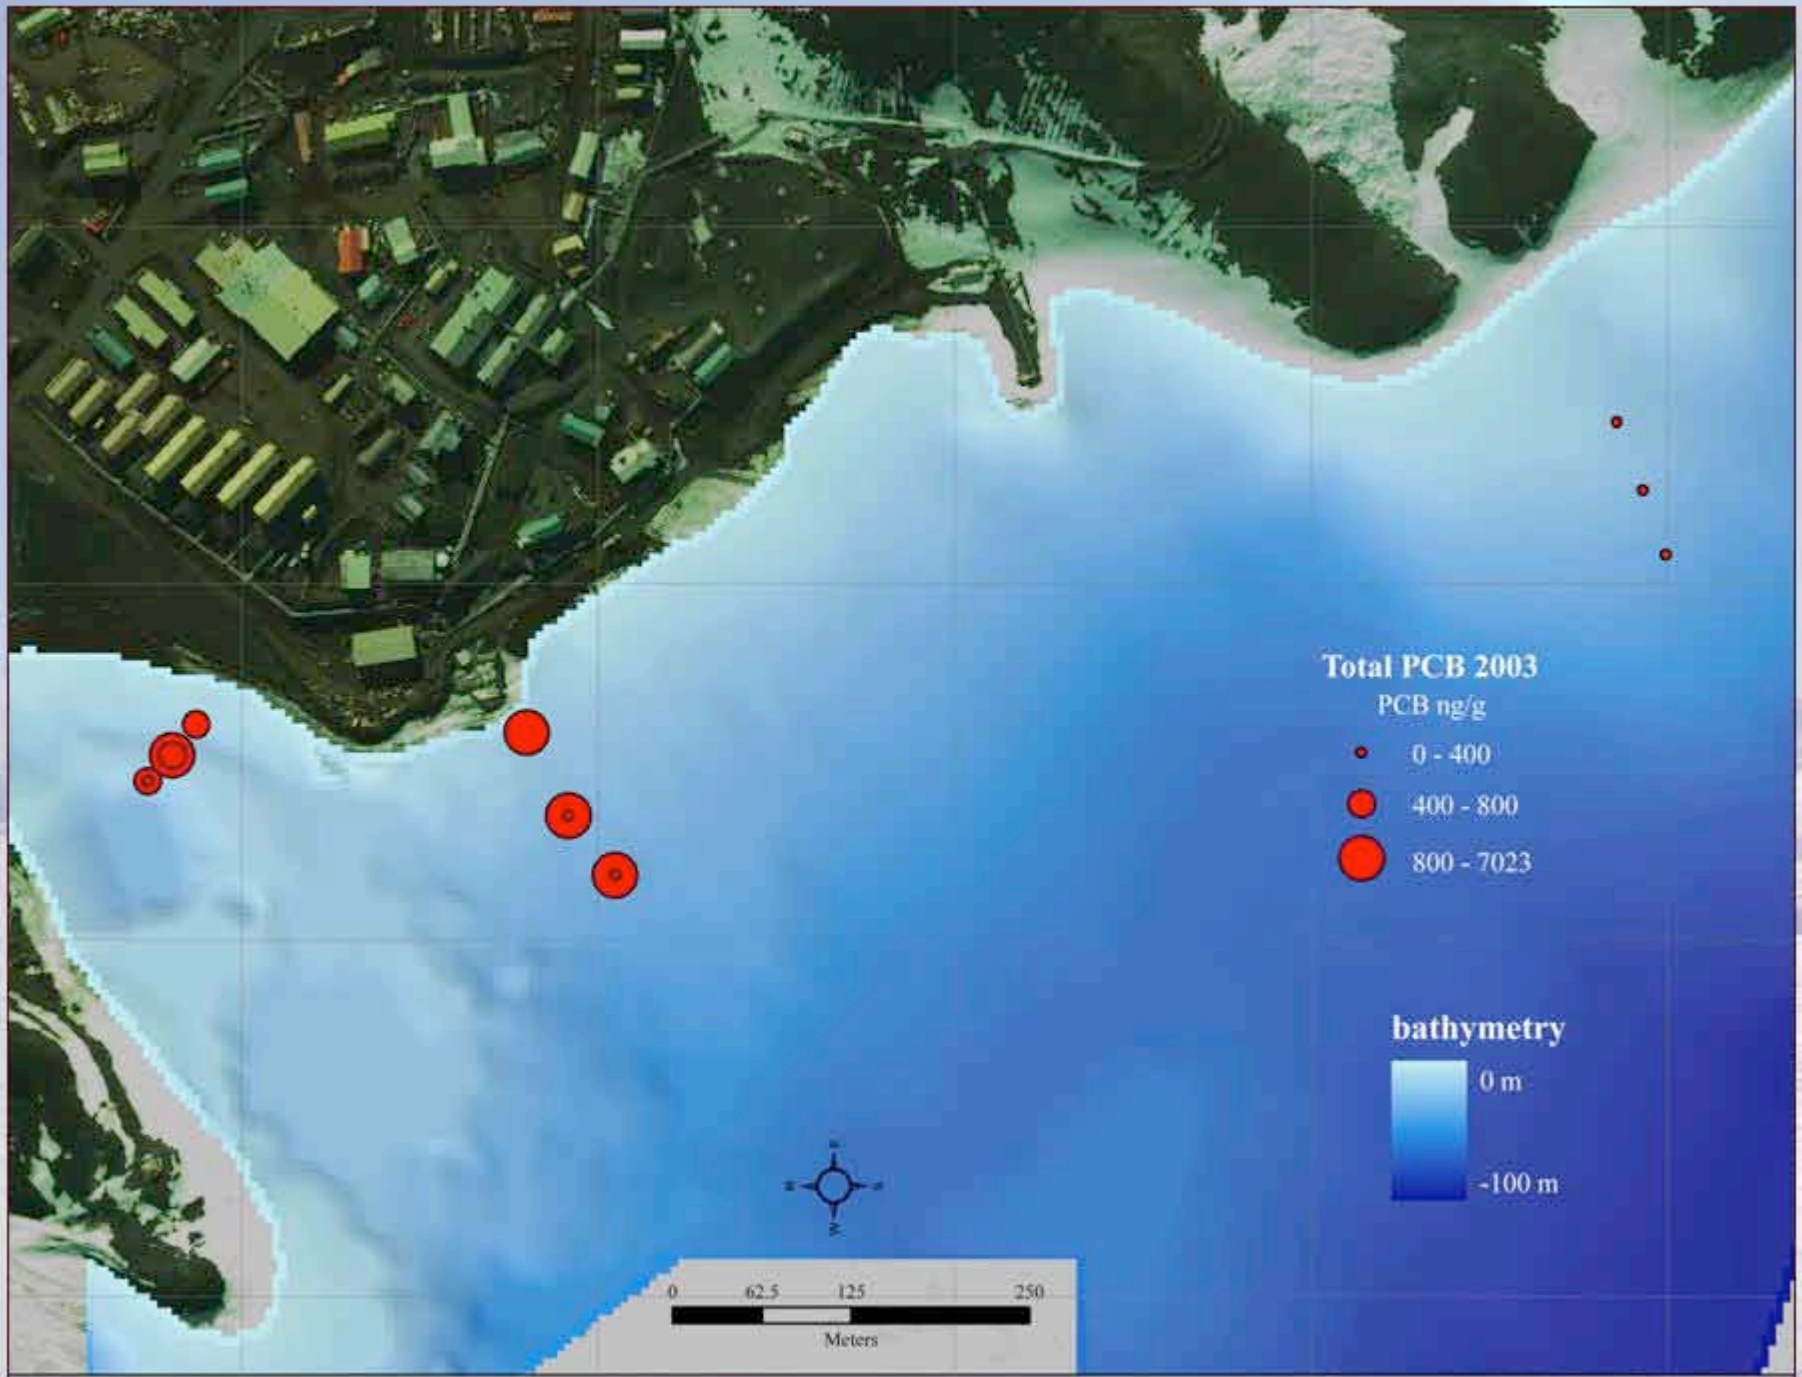 Total PCB 2003
PCB ng/g
0 - 400
400 - 800
800 - 7023
bathymetry
0 m
-100 m
0 62.5 125 250
Meters